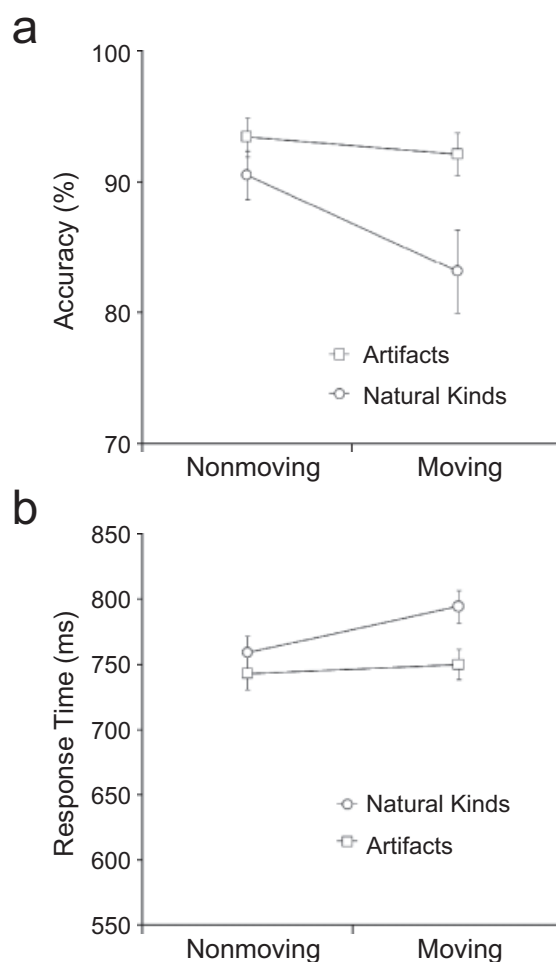 a
100
90
80
70
Accuracy (%)
Artifacts
Natural Kinds
Nonmoving Moving
b
850
800
750
700
650
600
550
Response Time (ms)
Natural Kinds
Artifacts
Nonmoving Moving